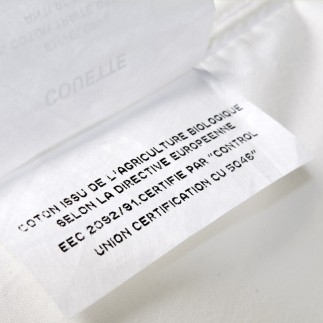 COUETTE
COTON ISSU DE L'AGRICULTURE BIOLOGIQUE
SELON LA DIRECTIVE EUROPEENNE
EEC 2092/91.CERTIFIE PAR "CONTROL
UNION CERTIFICATION CU 5046"